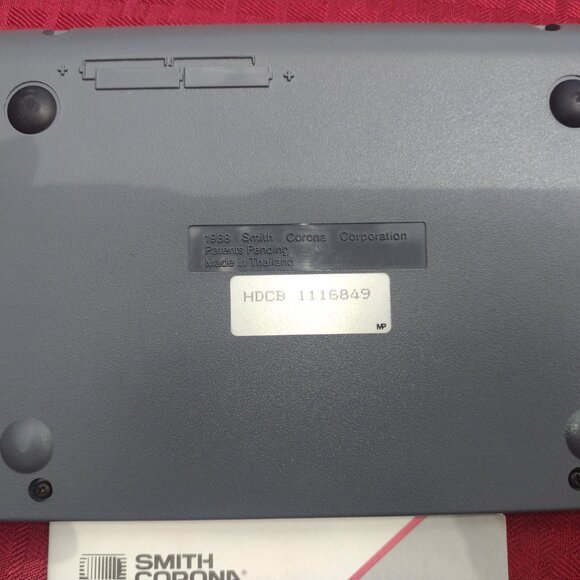 + +
1988 Smith Corona Corporation
Patents Pending
Made in Thailand
HDCB 1116849
MP
SMITH
CORONA®